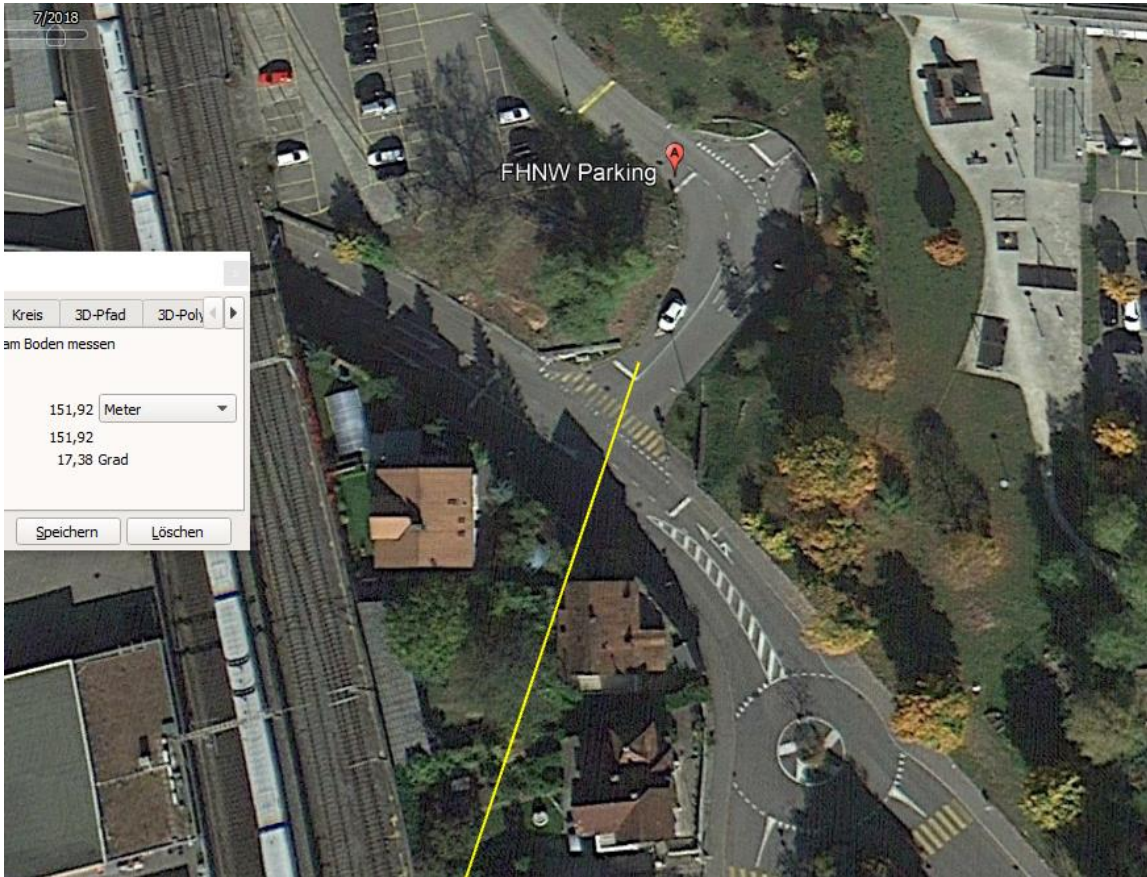 7/2018
A
FHNW Parking
Kreis 3D-Pfad 3D-Poly
am Boden messen
151,92 Meter
151,92
17,38 Grad
Speichern Löschen